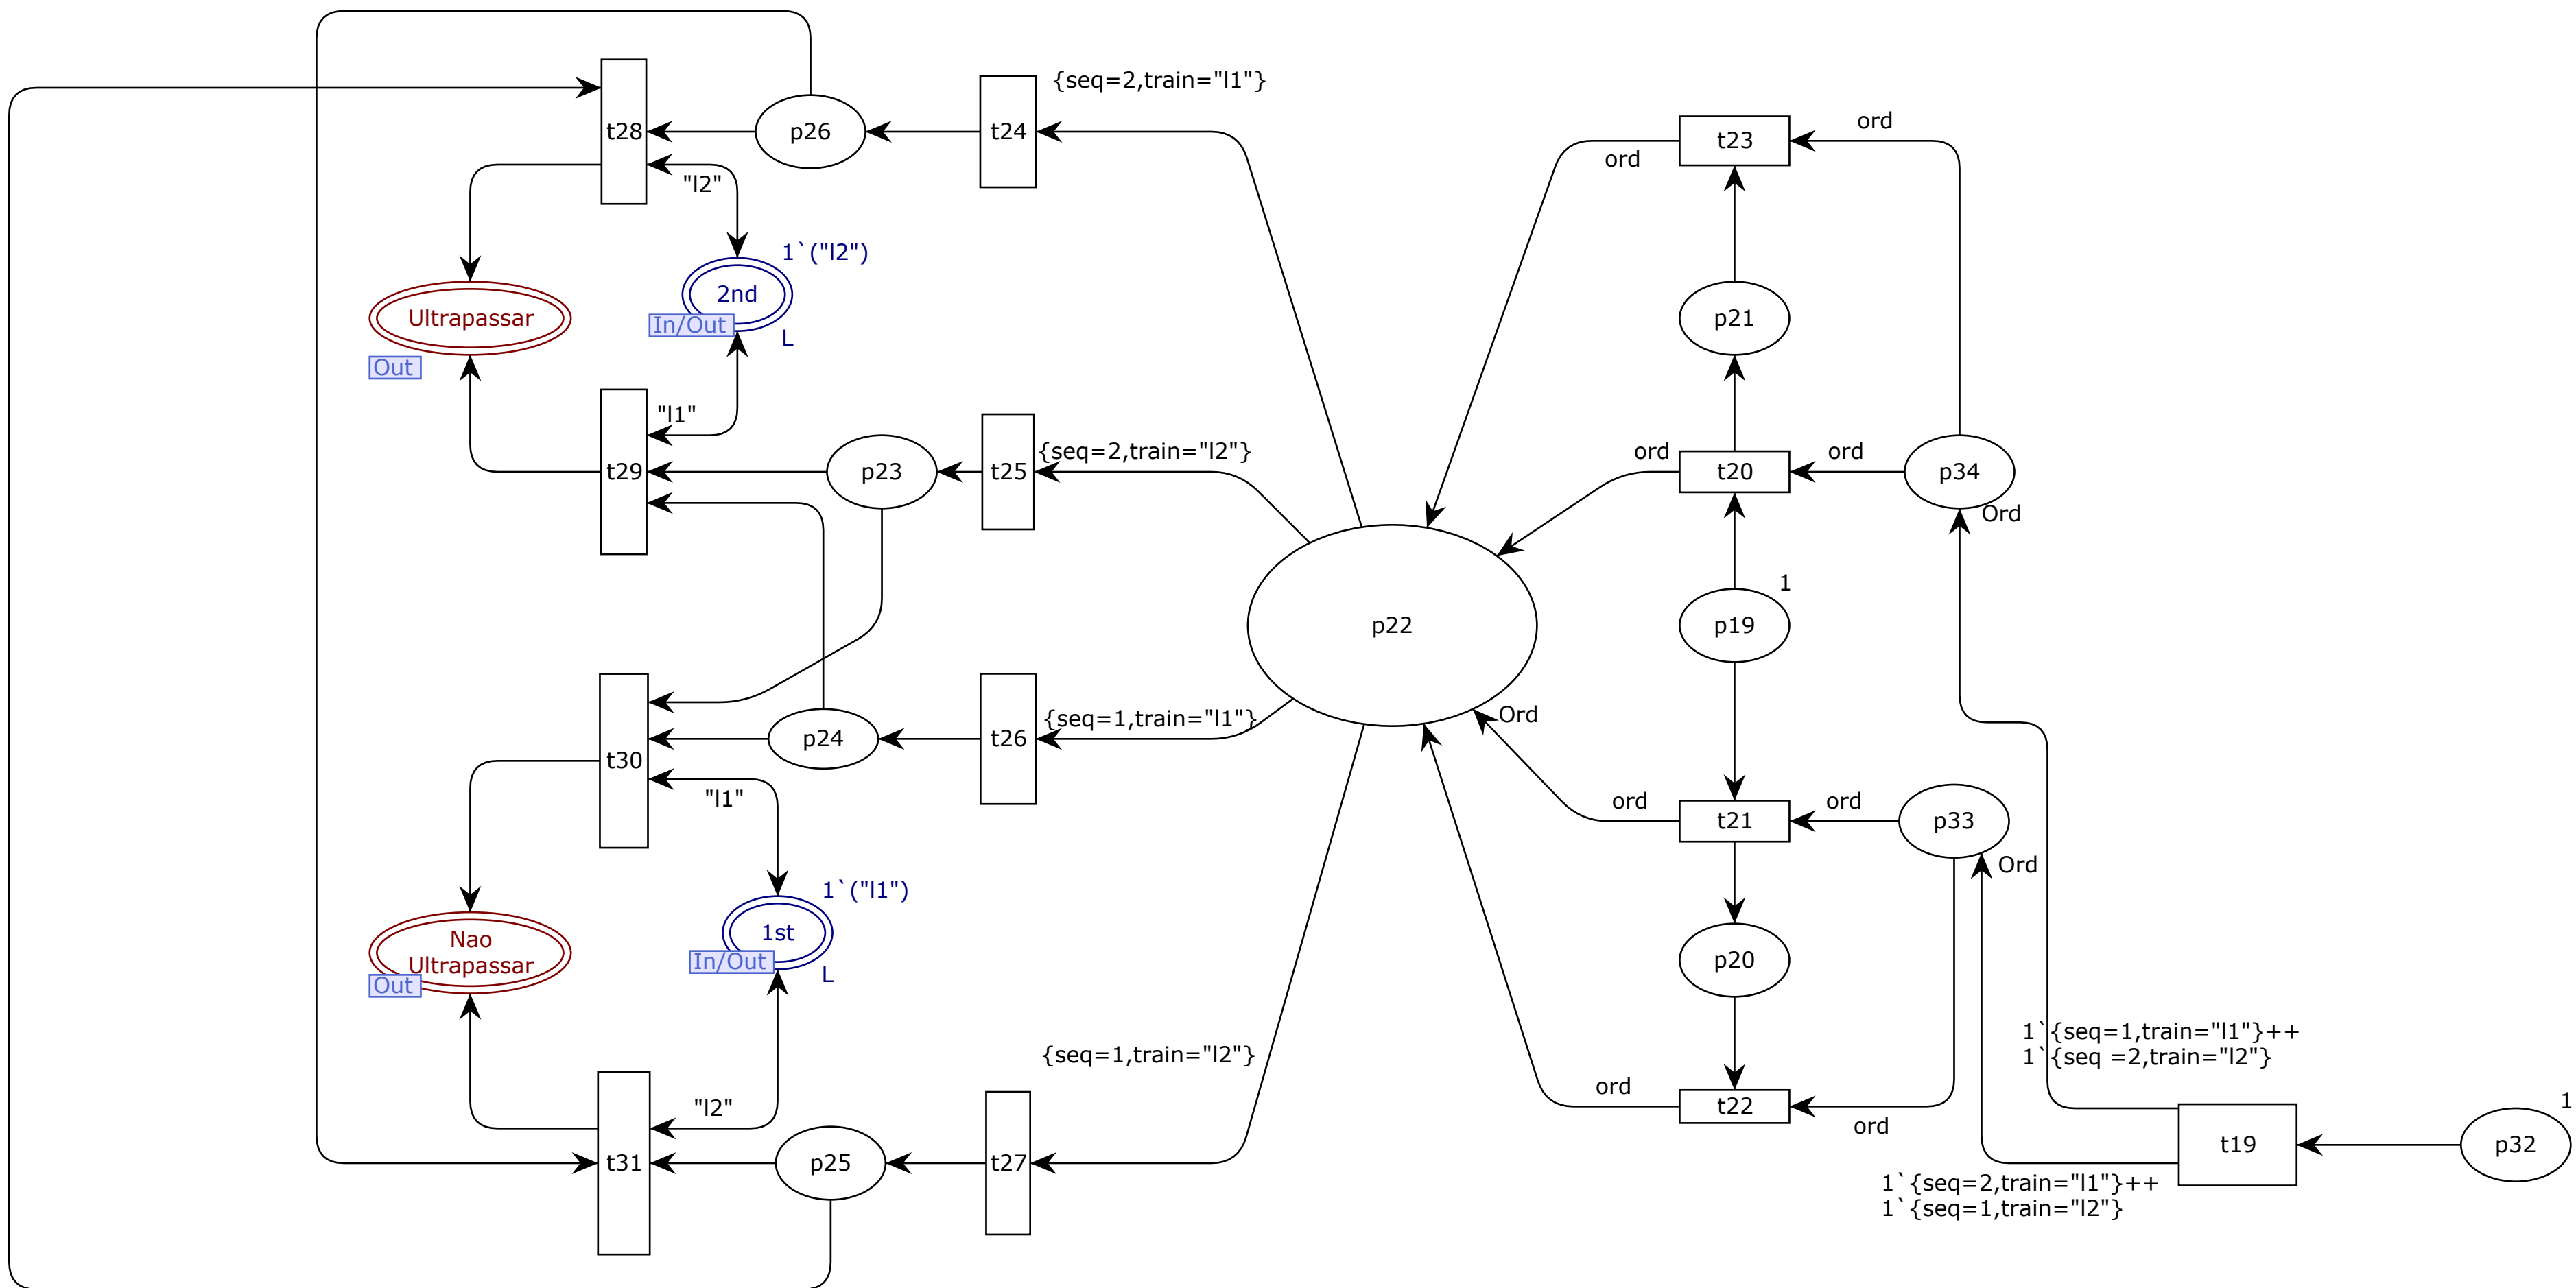 {seq=2,train="l1"}
ord
t28
p26
t24
t23
ord
"l2"
1`("l2")
2nd
In/Out
L
Ultrapassar
Out
p21
"l1"
t29
p23
t25
{seq=2,train="l2"}
ord
t20
ord
p34
Ord
p22
p19
1
t30
p24
t26
{seq=1,train="l1"}
Ord
"l1"
ord
t21
ord
p33
Ord
1`("l1")
1st
In/Out
L
Nao
Ultrapassar
Out
p20
1`{seq=1,train="l1"}++
1`{seq =2,train="l2"}
{seq=1,train="l2"}
"l2"
ord
t22
ord
t31
p25
t27
t19
p32
1
1`{seq=2,train="l1"}++
1`{seq=1,train="l2"}